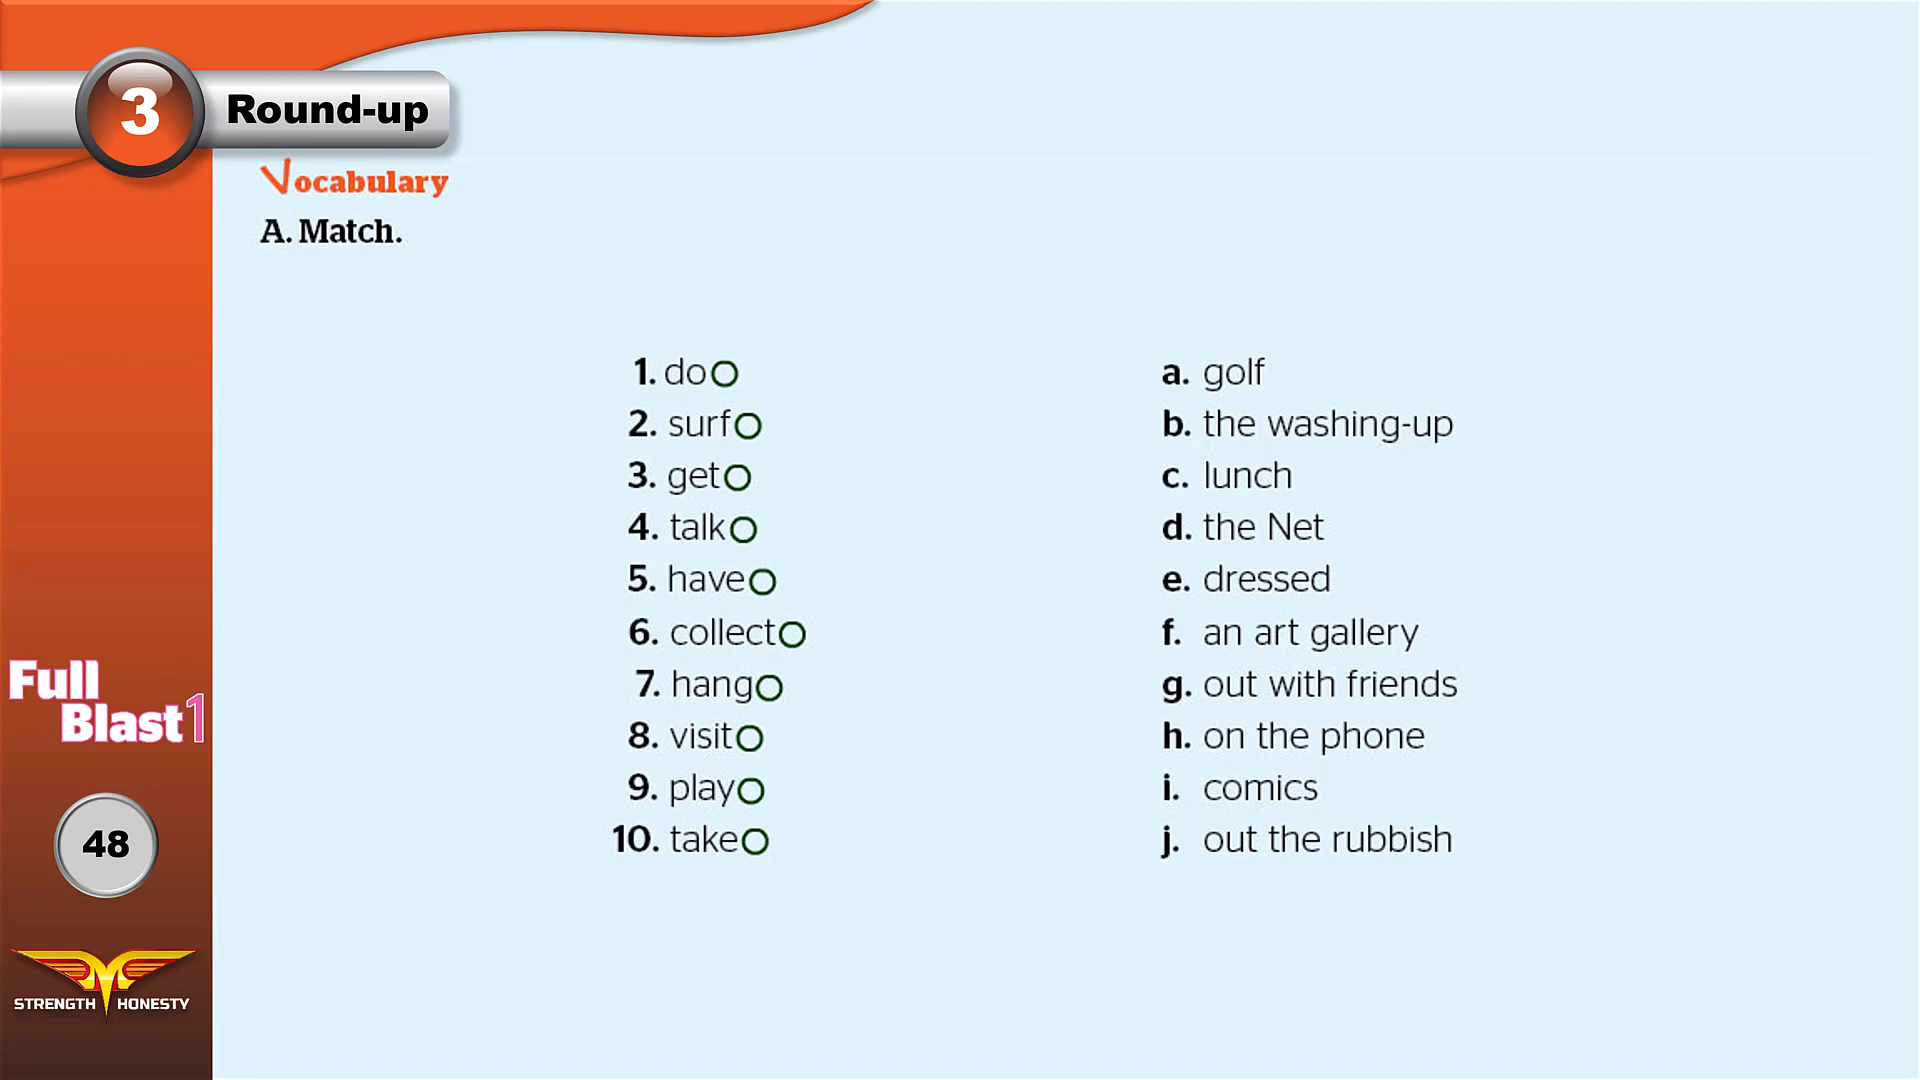 3 Round-up
Vocabulary
A. Match.
1. do
2. surf
3. get
4. talk
5. have
6. collect
7. hang
8. visit
9. play
10. take
a. golf
b. the washing-up
c. lunch
d. the Net
e. dressed
f. an art gallery
g. out with friends
h. on the phone
i. comics
j. out the rubbish
Full
Blast 1
48
STRENGTH HONESTY